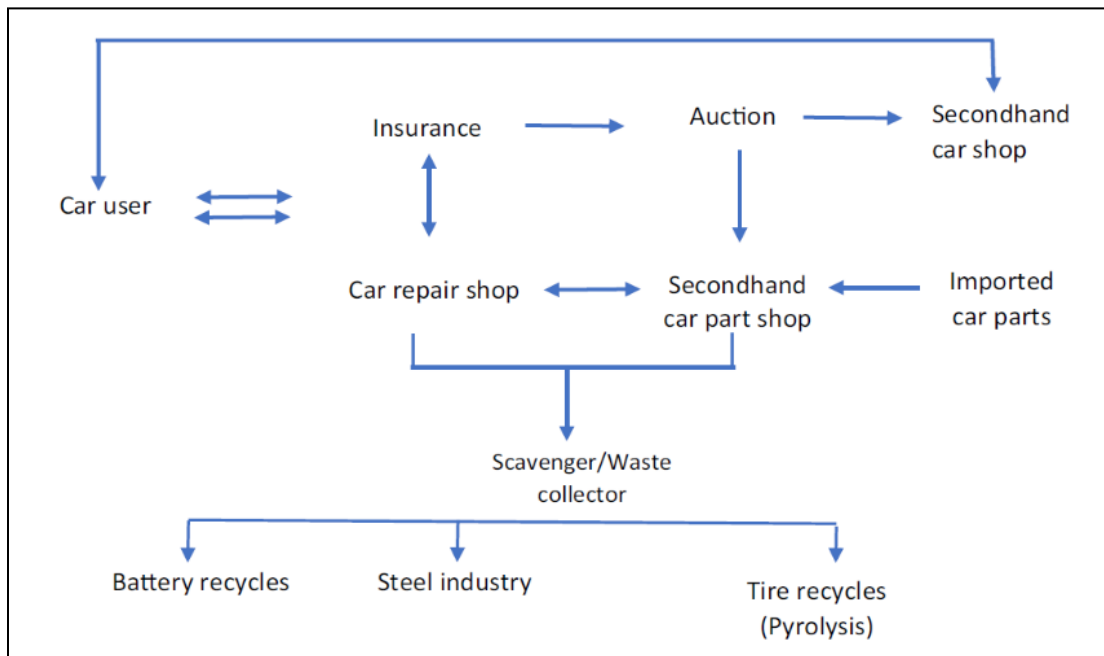 Insurance
Auction
Secondhand
car shop
Car user
Car repair shop
Secondhand
car part shop
Imported
car parts
Scavenger/Waste
collector
Battery recycles
Steel industry
Tire recycles
(Pyrolysis)